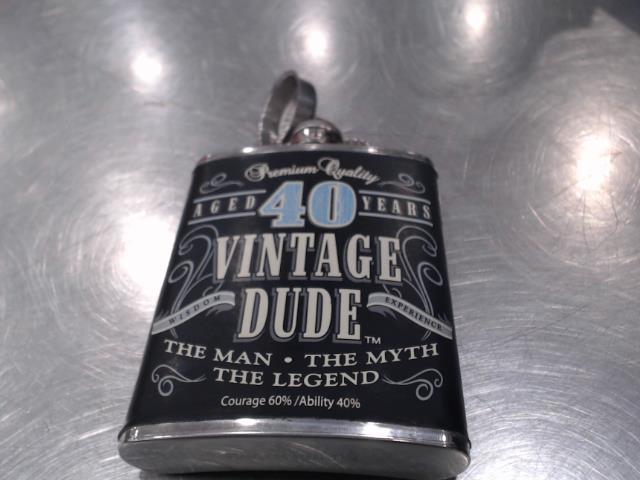 Premium Quality
AGED 40 YEARS
VINTAGE
DUDE™
WISDOM EXPERIENCE
THE MAN • THE MYTH
THE LEGEND
Courage 60% /Ability 40%